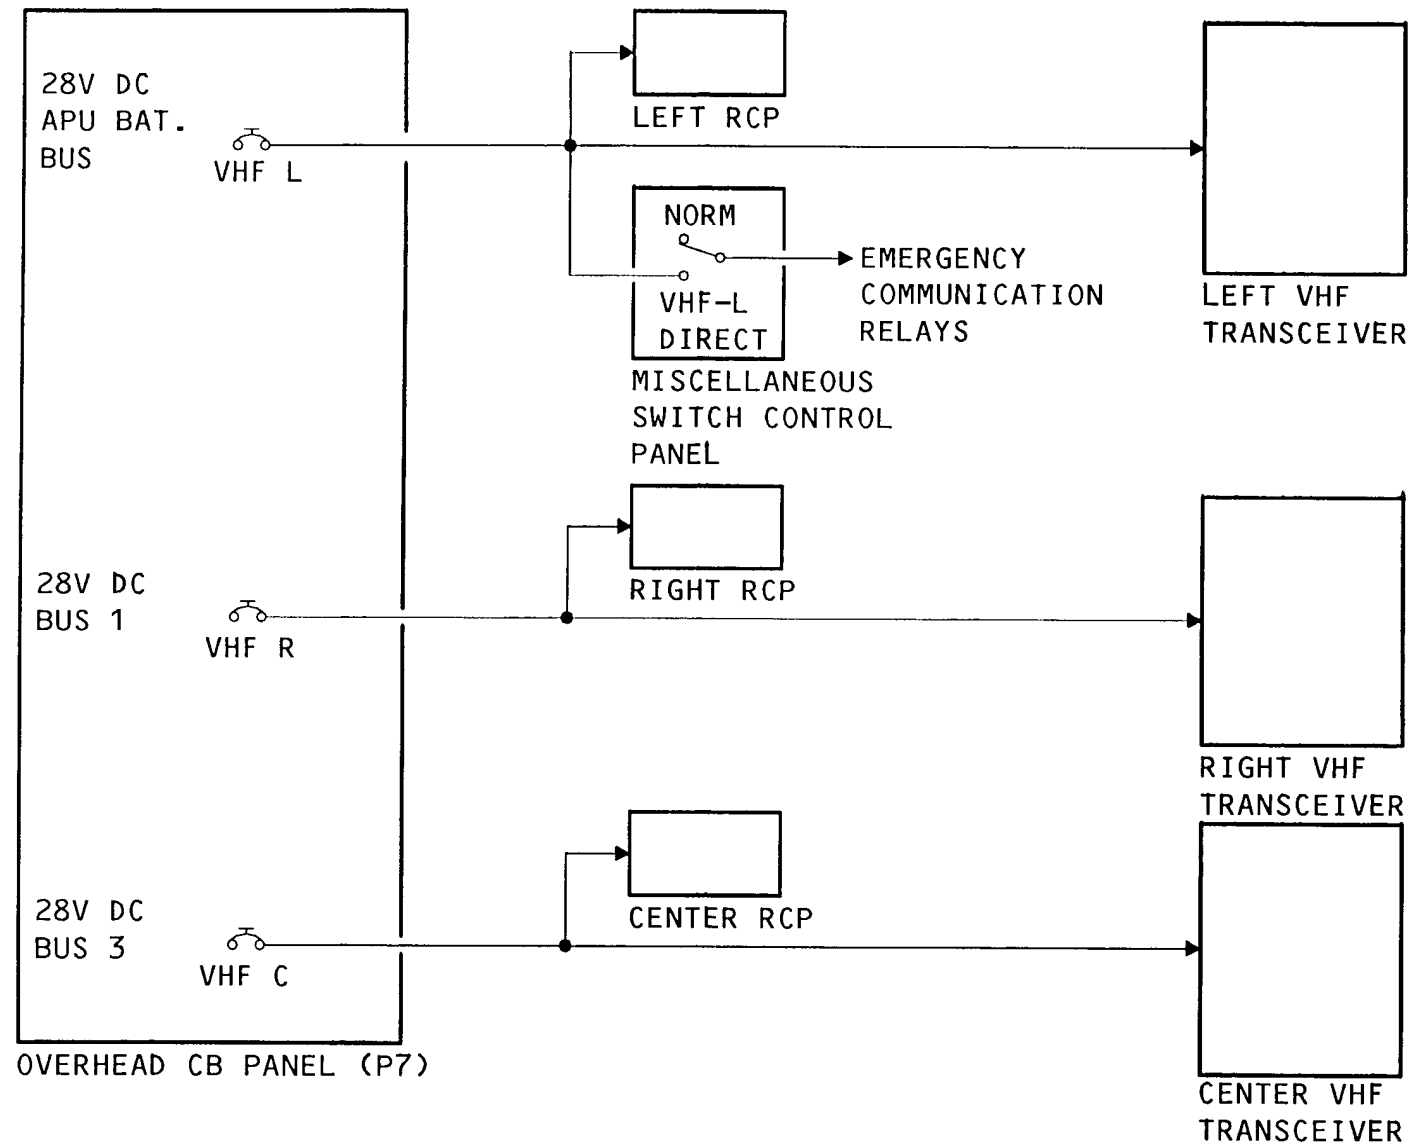 28V DC
APU BAT.
BUS
VHF L
LEFT RCP
NORM
VHF-L
DIRECT
EMERGENCY
COMMUNICATION
RELAYS
MISCELLANEOUS
SWITCH CONTROL
PANEL
LEFT VHF
TRANSCEIVER
28V DC
BUS 1
VHF R
RIGHT RCP
RIGHT VHF
TRANSCEIVER
28V DC
BUS 3
VHF C
CENTER RCP
CENTER VHF
TRANSCEIVER
OVERHEAD CB PANEL (P7)